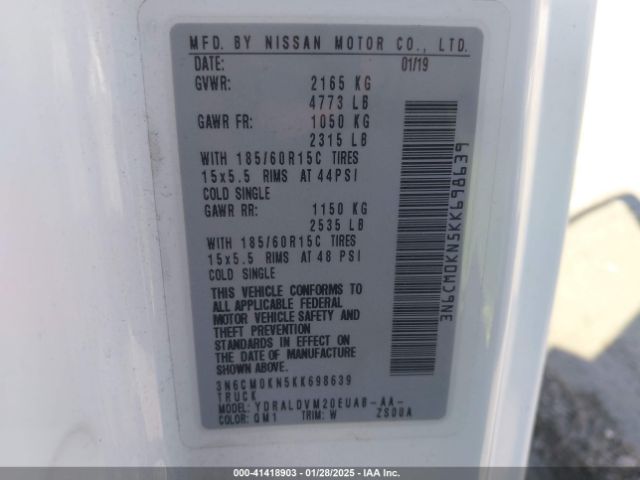 MFD. BY NISSAN MOTOR CO., LTD.
DATE: 01/19
GVWR: 2165 KG
4773 LB
GAWR FR: 1050 KG
2315 LB
WITH 185/60R15C TIRES
15x5.5 RIMS AT 44PSI
COLD SINGLE
GAWR RR: 1150 KG
2535 LB
WITH 185/60R15C TIRES
15x5.5 RIMS AT 48 PSI
COLD SINGLE
THIS VEHICLE CONFORMS TO
ALL APPLICABLE FEDERAL
MOTOR VEHICLE SAFETY AND
THEFT PREVENTION
STANDARDS IN EFFECT ON
THE DATE OF MANUFACTURE
SHOWN ABOVE.
3N6CM0KN5KK698639
TRUCK
MODEL: YDRALDVM20EUAB-AA-
COLOR: QM1 TRIM: W ZS00A
3N6CM0KN5KK698639
000-41418903 / 01/28/2025 / IAA Inc.